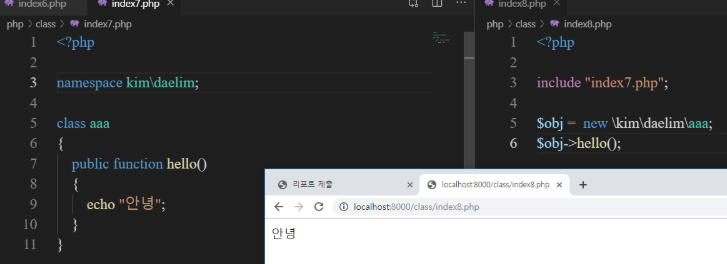 index6.php
index7.php
index8.php
php > class > index7.php
php > class > index8.php
1 <?php
2
3 namespace kim\daelim;
4
5 class aaa
6 {
7 public function hello()
8 {
9 echo "안녕";
10 }
11 }
1 <?php
2
3 include "index7.php";
4
5 $obj = new \kim\daelim\aaa;
6 $obj->hello();
리포트 제출
localhost:8000/class/index8.php
localhost:8000/class/index8.php
안녕